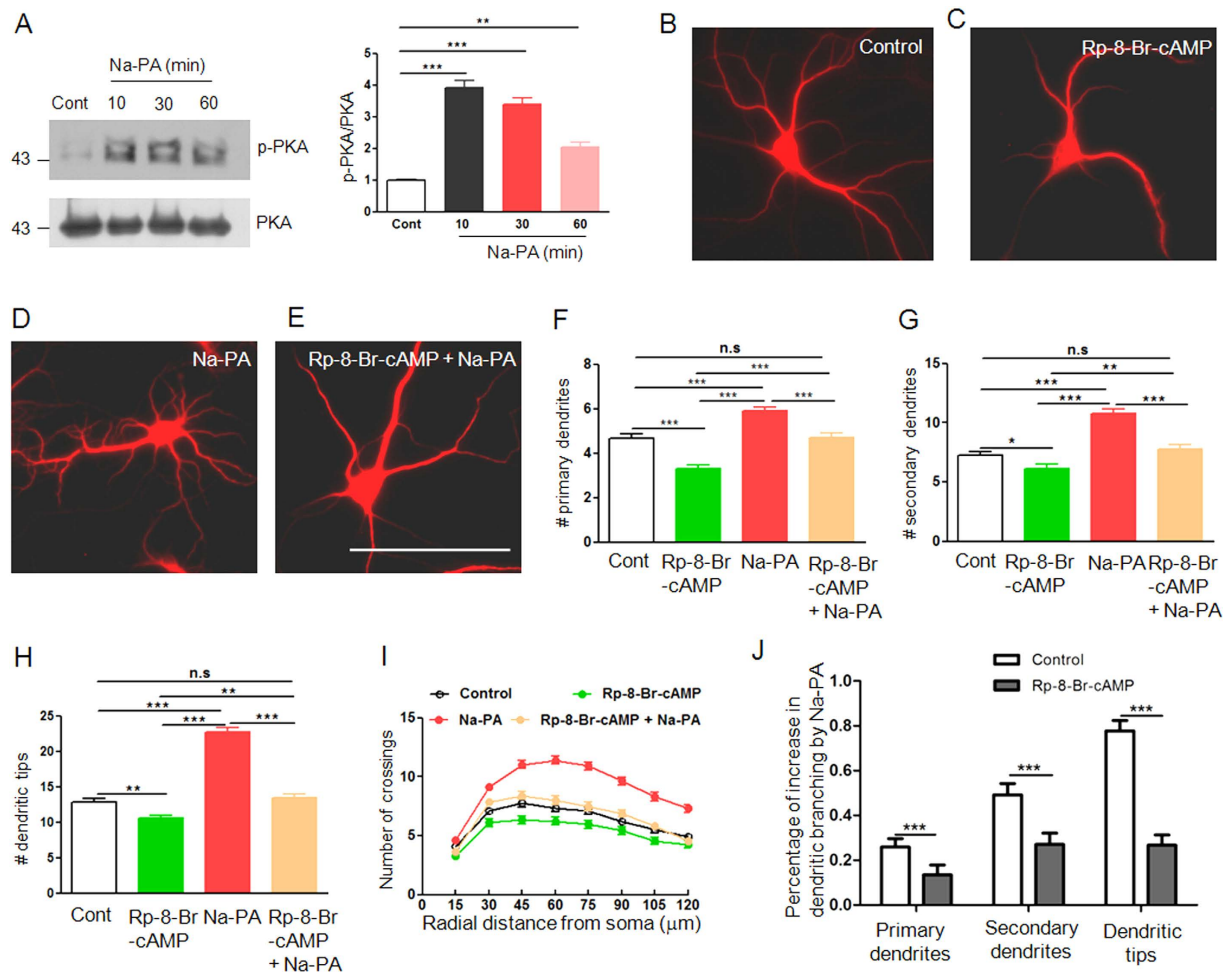 A
Na-PA (min)
Cont 10 30 60
43
p-PKA
43
PKA
p-PKA/PKA
5
4
3
2
1
0
**
***
***
Cont 10 30 60
Na-PA (min)
B
Control
C
Rp-8-Br-cAMP
D
Na-PA
E
Rp-8-Br-cAMP + Na-PA
F
# primary dendrites
8
6
4
2
0
n.s
***
***
*** ***
***
Cont Rp-8-Br Na-PA Rp-8-Br
-cAMP -cAMP
+ Na-PA
G
# secondary dendrites
15
10
5
0
n.s
**
***
*** ***
*
Cont Rp-8-Br Na-PA Rp-8-Br
-cAMP -cAMP
+ Na-PA
H
# dendritic tips
25
20
15
10
5
0
n.s
**
***
*** ***
**
Cont Rp-8-Br Na-PA Rp-8-Br
-cAMP -cAMP
+ Na-PA
I
Control Rp-8-Br-cAMP
Na-PA Rp-8-Br-cAMP + Na-PA
Number of crossings
15
10
5
0
0 15 30 45 60 75 90 105 120
Radial distance from soma (μm)
J
Control
Rp-8-Br-cAMP
Percentage of increase in
dendritic branching by Na-PA
1.0
0.8
0.6
0.4
0.2
0.0
***
***
***
Primary
dendrites
Secondary
dendrites
Dendritic
tips